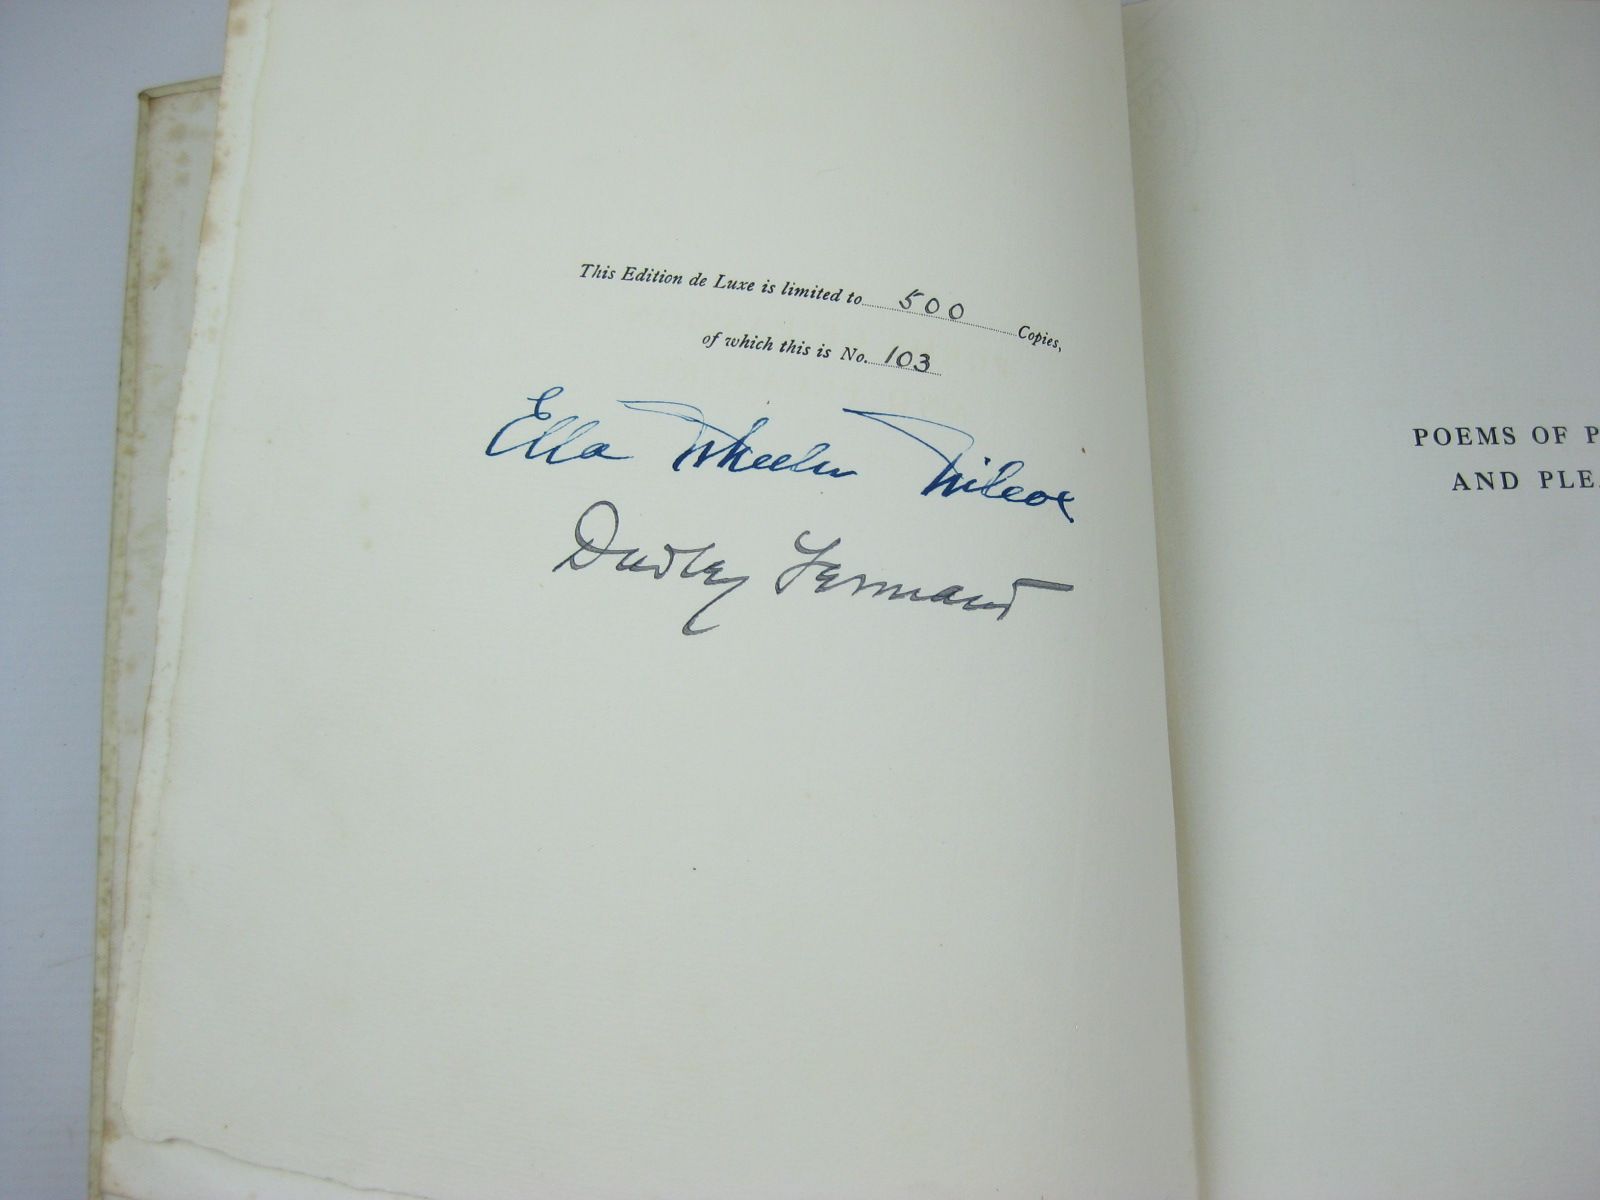 This Edition de Luxe is limited to 500 Copies,
of which this is No. 103
Ella Wheeler Wilcox
Dudley Tennant
POEMS OF P
AND PLEA